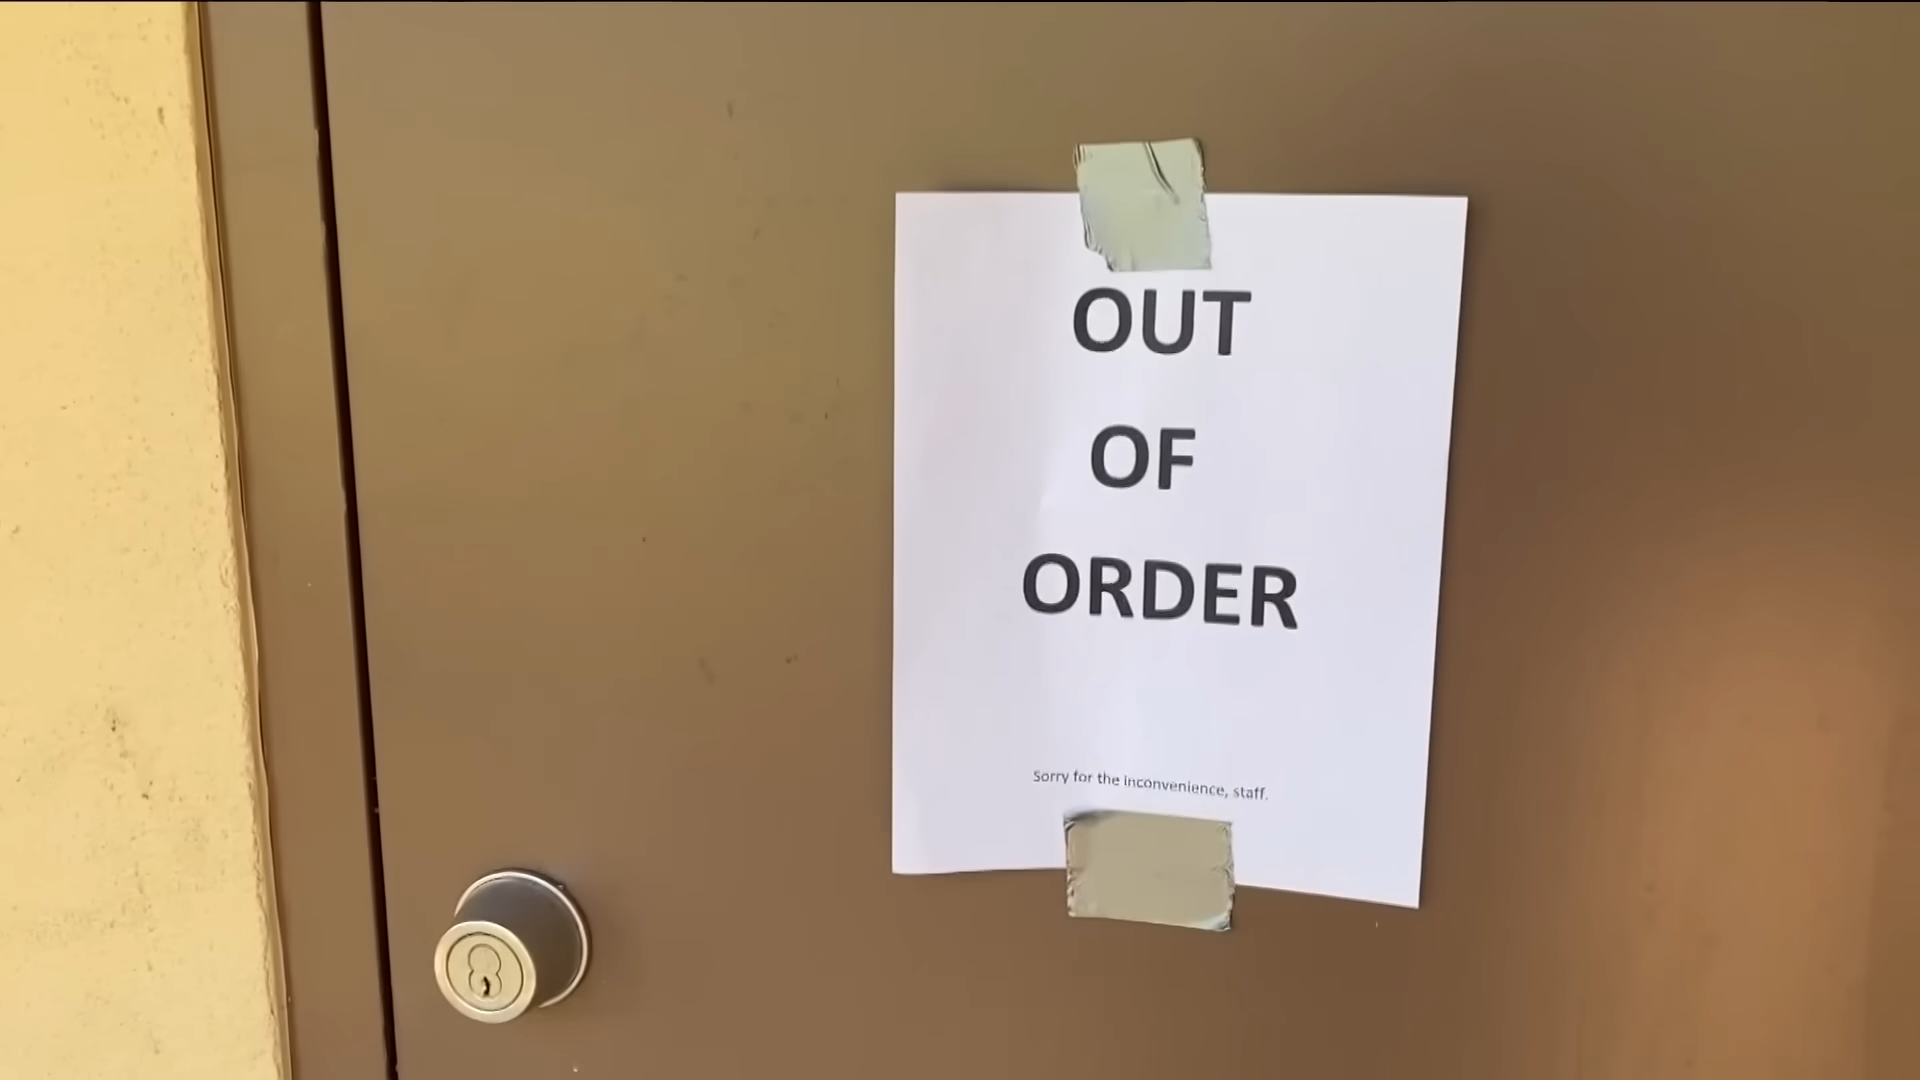 OUT
OF
ORDER
Sorry for the inconvenience, staff.